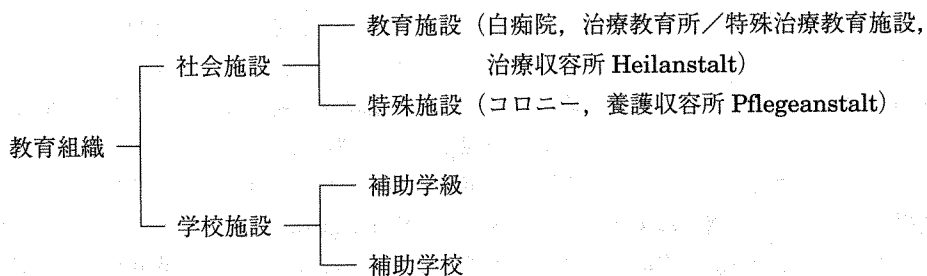 教育施設（白痴院，治療教育所／特殊治療教育施設，
治療収容所 Heilanstalt）
社会施設
特殊施設（コロニー，養護収容所 Pflegeanstalt）
教育組織
補助学級
学校施設
補助学校